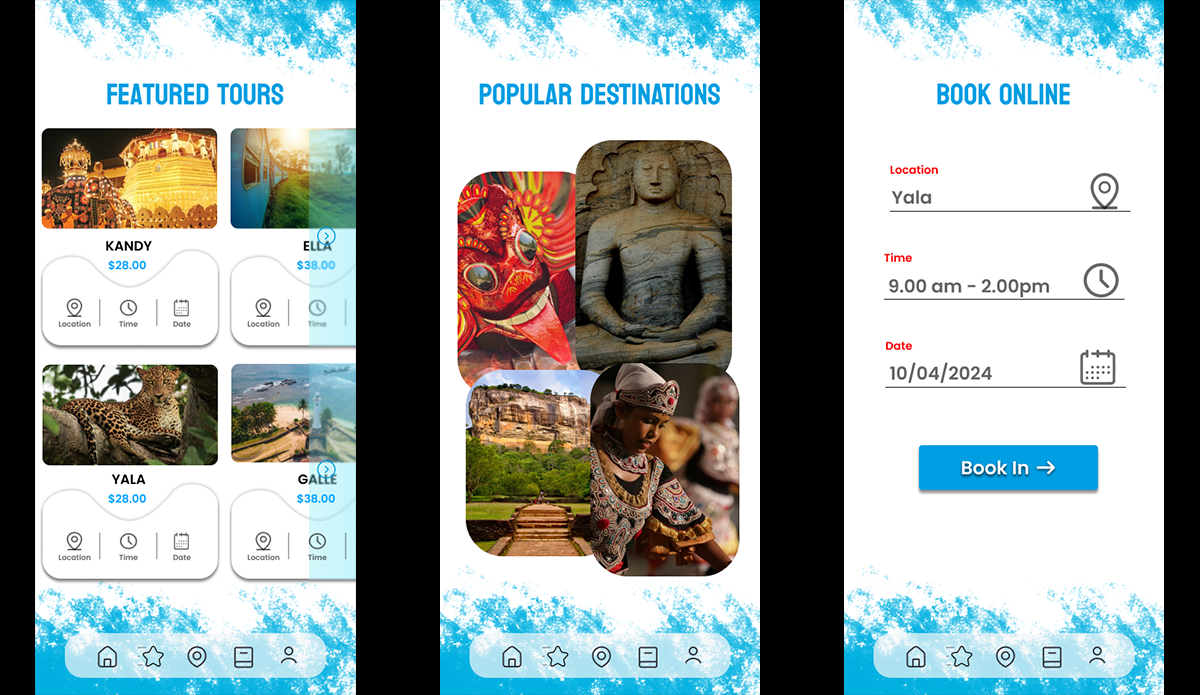 FEATURED TOURS
KANDY
$28.00
Location Time Date
ELLA
$38.00
Location Time
YALA
$28.00
Location Time Date
GALLE
$38.00
Location Time
POPULAR DESTINATIONS
BOOK ONLINE
Location
Yala
Time
9.00 am - 2.00pm
Date
10/04/2024
Book In →